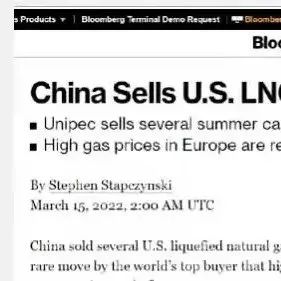 s Products ▾ | Bloomberg Terminal Demo Request | Bloomber
Bloo
China Sells U.S. LN
■ Unipec sells several summer ca
■ High gas prices in Europe are re
By Stephen Stapczynski
March 15, 2022, 2:00 AM UTC
China sold several U.S. liquefied natural g
rare move by the world's top buyer that hi